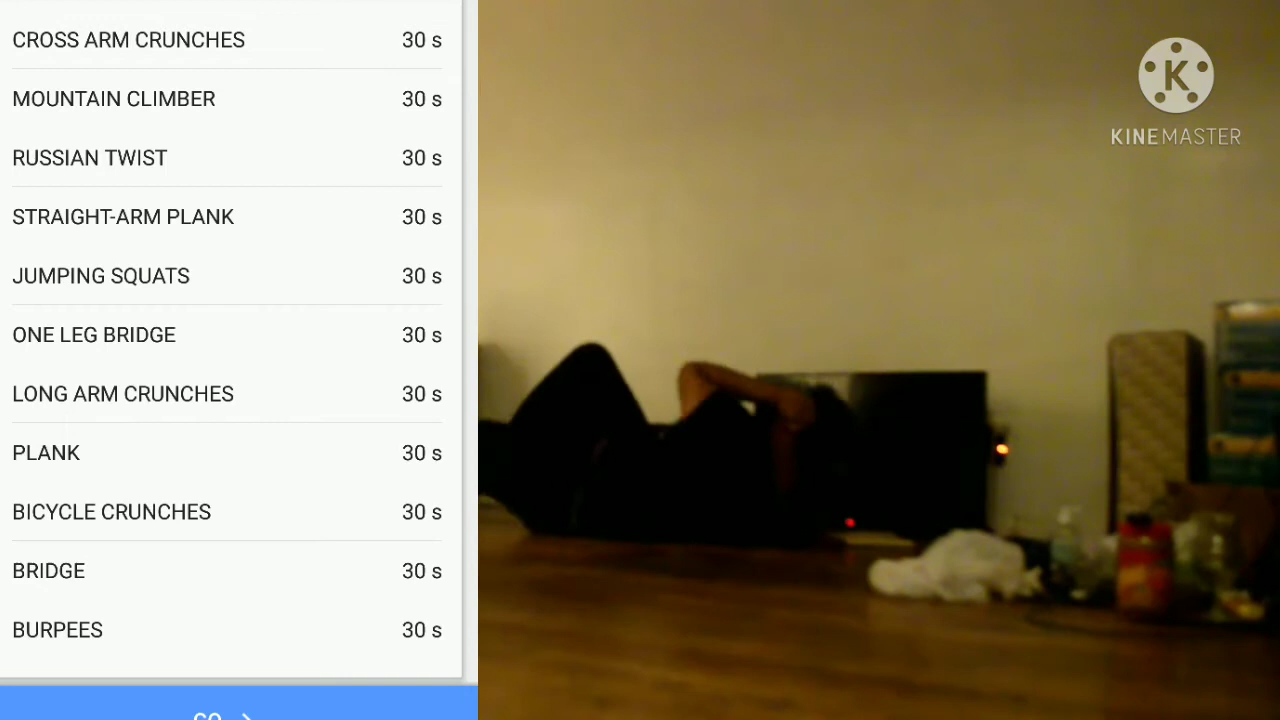 CROSS ARM CRUNCHES 30 s
MOUNTAIN CLIMBER 30 s
RUSSIAN TWIST 30 s
STRAIGHT-ARM PLANK 30 s
JUMPING SQUATS 30 s
ONE LEG BRIDGE 30 s
LONG ARM CRUNCHES 30 s
PLANK 30 s
BICYCLE CRUNCHES 30 s
BRIDGE 30 s
BURPEES 30 s
GO
K
KINEMASTER